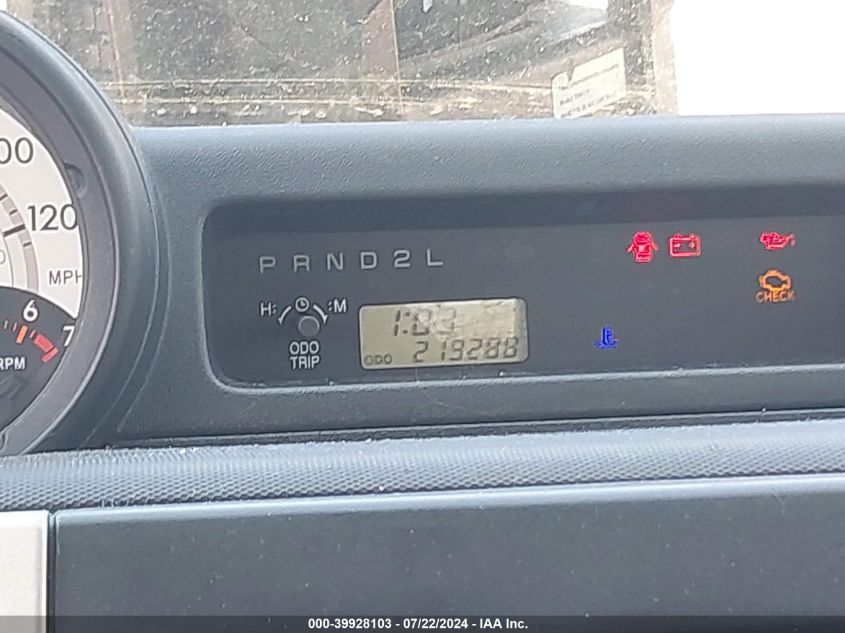 00
120
MPH
6
7
RPM
P R N D 2 L
H: :M
ODO
TRIP
1:03
ODO 219288
CHECK
000-39928103 - 07/22/2024 - IAA Inc.